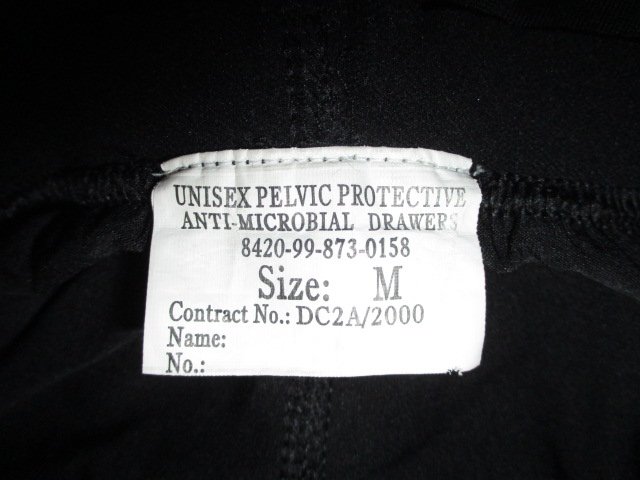 UNISEX PELVIC PROTECTIVE
ANTI-MICROBIAL DRAWERS
8420-99-873-0158
Size: M
Contract No.: DC2A/2000
Name:
No.: